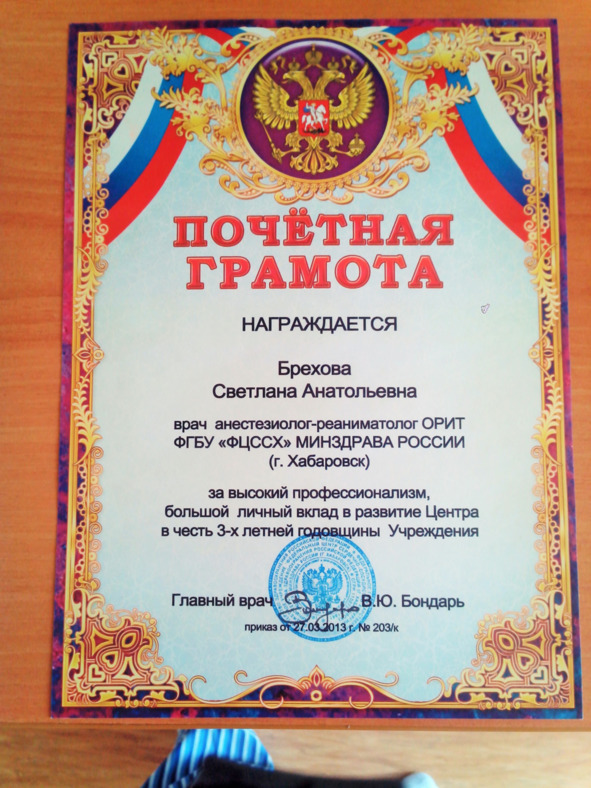 ПОЧЁТНАЯ
ГРАМОТА
НАГРАЖДАЕТСЯ
Брехова
Светлана Анатольевна
врач анестезиолог-реаниматолог ОРИТ
ФГБУ «ФЦССХ» МИНЗДРАВА РОССИИ
(г. Хабаровск)
за высокий профессионализм,
большой личный вклад в развитие Центра
в честь 3-х летней годовщины Учреждения
Главный врач В.Ю. Бондарь
приказ от 27.03.2013 г. № 203/к